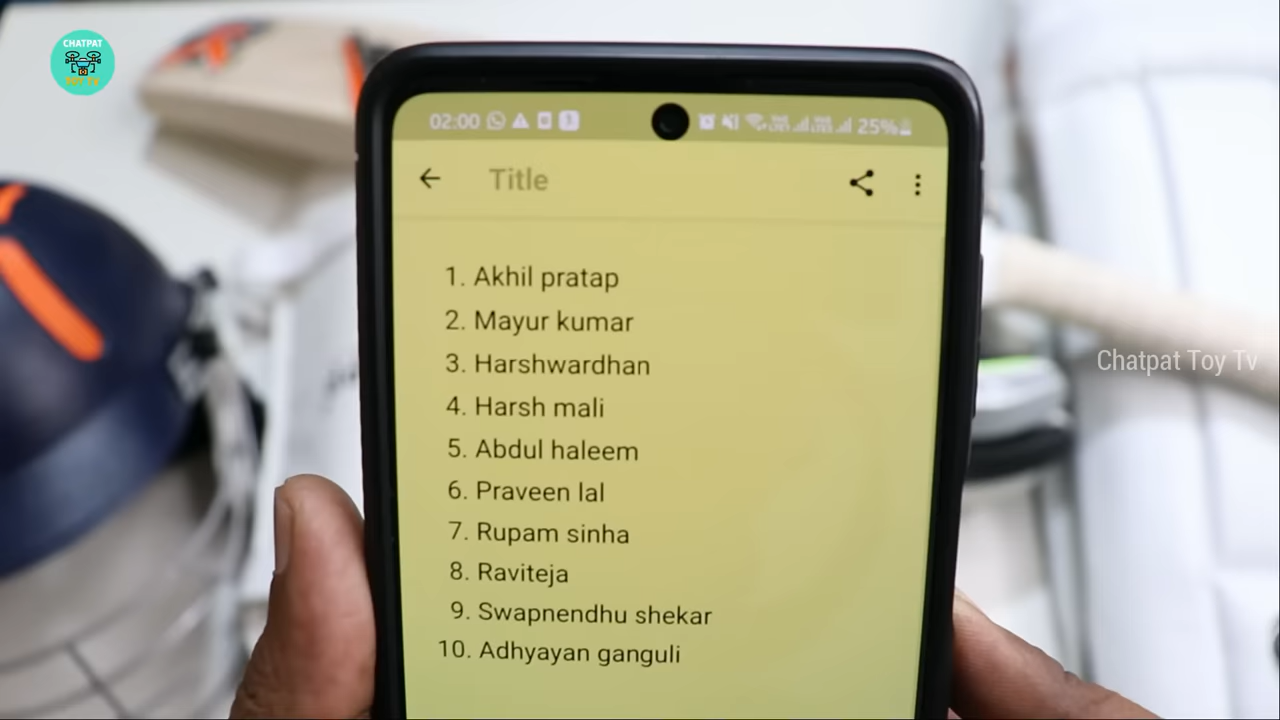 CHATPAT
TOY TV
02:00
25%
Title
1. Akhil pratap
2. Mayur kumar
3. Harshwardhan
4. Harsh mali
5. Abdul haleem
6. Praveen lal
7. Rupam sinha
8. Raviteja
9. Swapnendhu shekar
10. Adhyayan ganguli
Chatpat Toy Tv